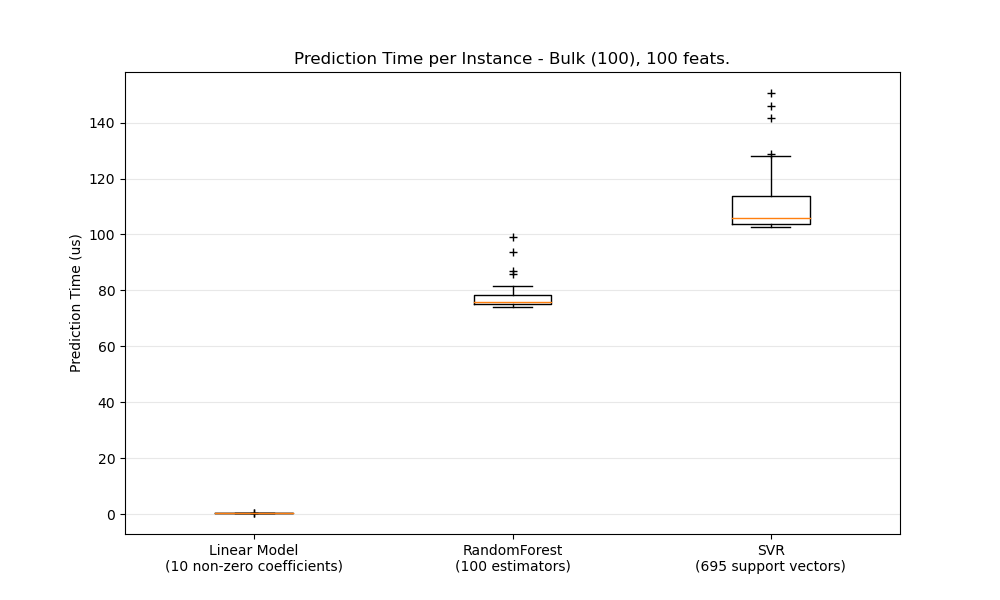 Prediction Time per Instance - Bulk (100), 100 feats.
Prediction Time (us)
140
120
100
80
60
40
20
0
Linear Model
(10 non-zero coefficients)
RandomForest
(100 estimators)
SVR
(695 support vectors)